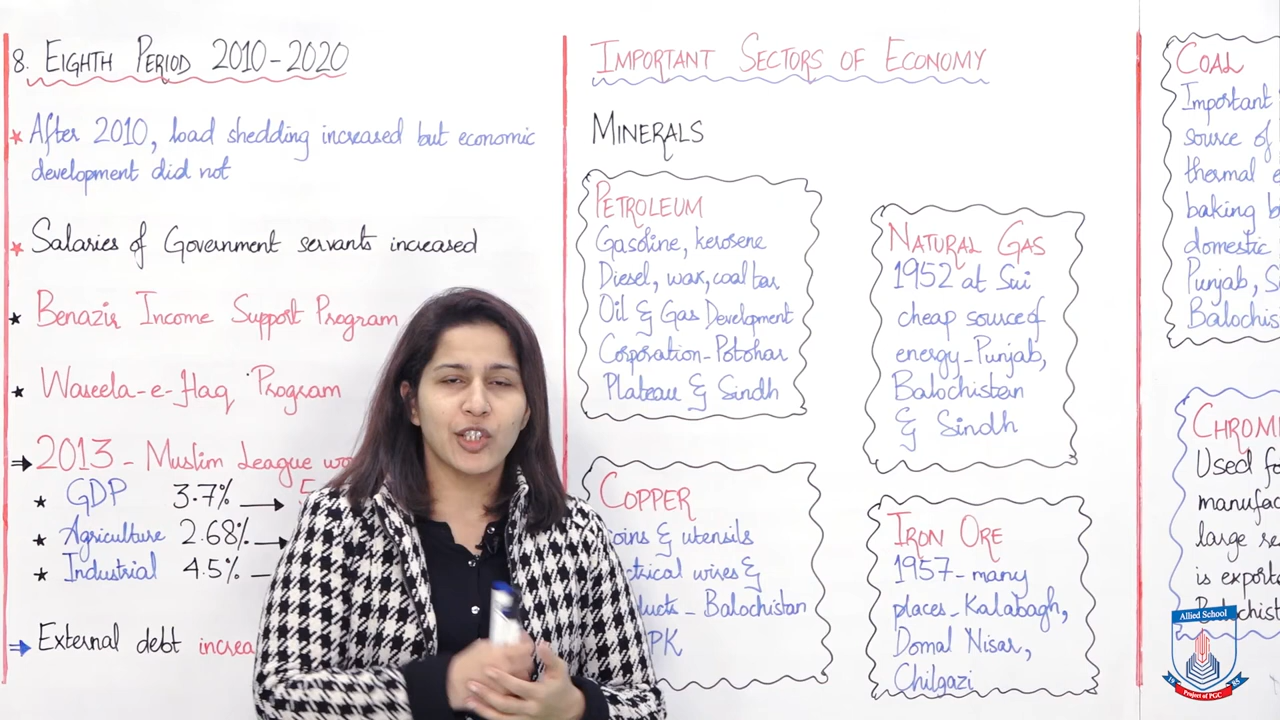 8. EIGHTH PERIOD 2010-2020
★ After 2010, load shedding increased but economic
development did not
★ Salaries of Government servants increased
★ Benazir Income Support Program
★ Waseela-e-Haq Program
⇒ 2013 - Muslim League
★ GDP 3.7% →
★ Agriculture 2.68% →
★ Industrial 4.5%
⇒ External debt
IMPORTANT SECTORS OF ECONOMY
MINERALS
PETROLEUM
Gasoline, kerosene
Diesel, wax, coal tar
Oil & Gas Development
Corporation-Potohar
Plateau & Sindh
NATURAL GAS
1952 at Sui
cheap source of
energy-Punjab,
Balochistan
& Sindh
COPPER
& utensils
wires &
- Balochistan
IRON ORE
1957-many
places-Kalabagh,
Domal Nisar,
Chilgazi
COAL
Important
source of
thermal
baking
domestic
Punjab,
Used
large
is
Allied School
19 85
Project of PGC